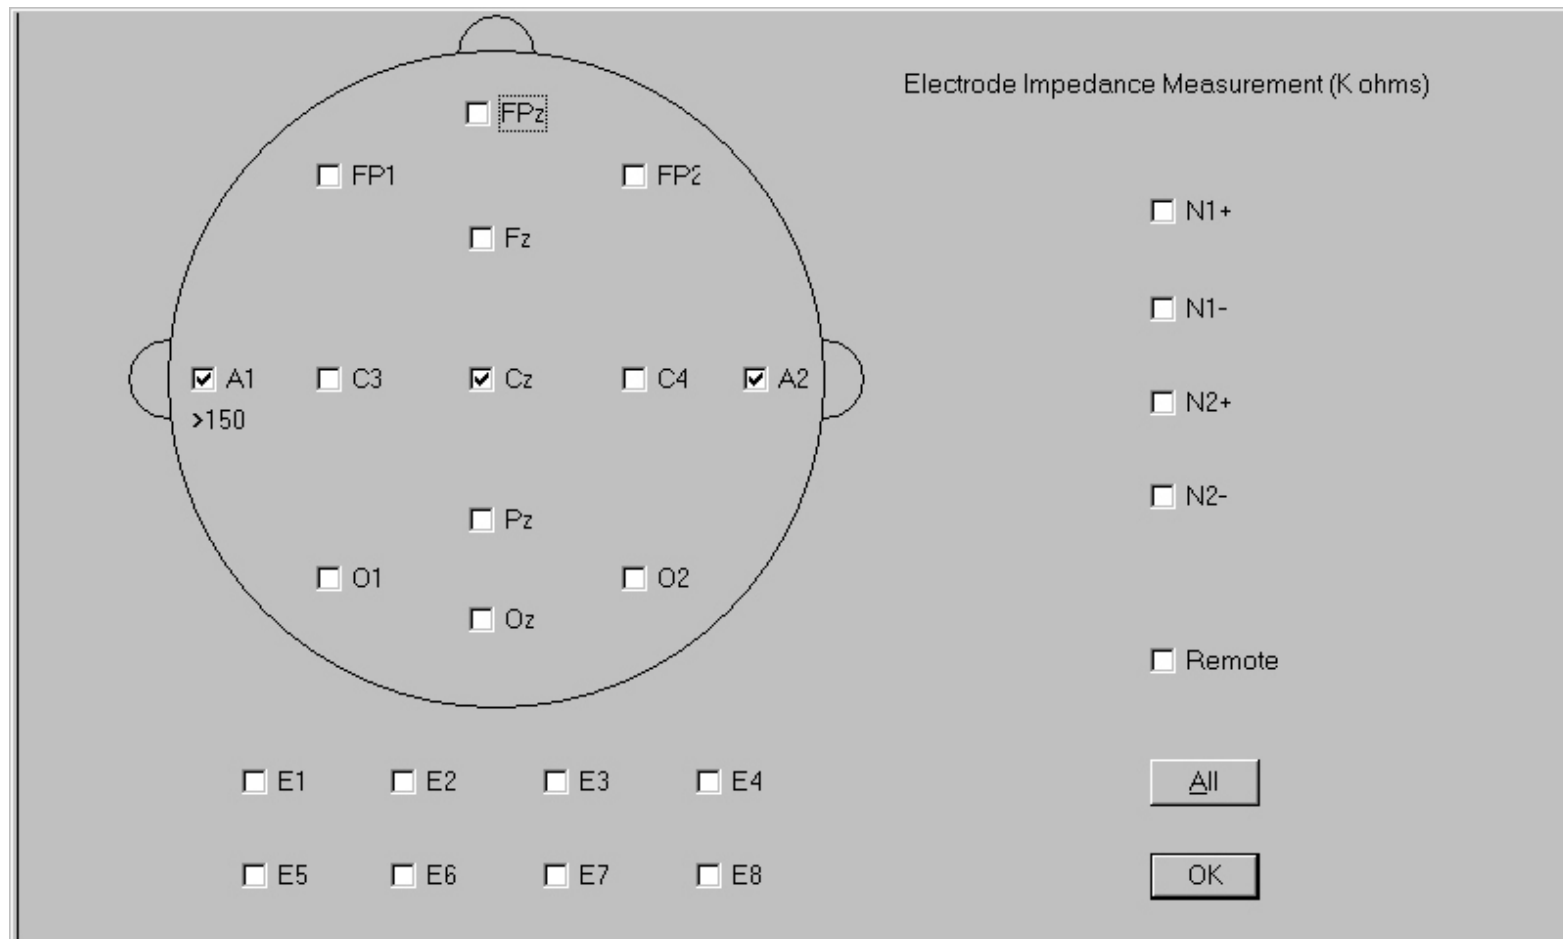 Electrode Impedance Measurement (K ohms)
FPz
FP1 FP2
Fz
A1 C3 Cz C4 A2
>150
Pz
O1 O2
Oz
N1+
N1-
N2+
N2-
Remote
E1 E2 E3 E4
E5 E6 E7 E8
All
OK